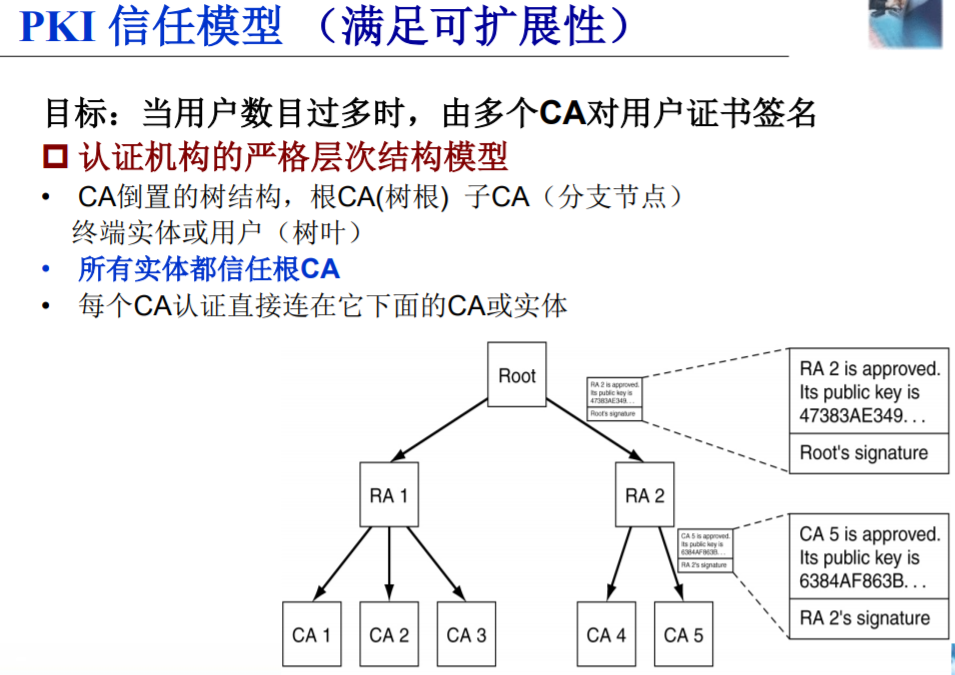 PKI 信任模型 （满足可扩展性）
目标：当用户数目过多时，由多个CA对用户证书签名
认证机构的严格层次结构模型
• CA倒置的树结构，根CA(树根) 子CA（分支节点）
终端实体或用户（树叶）
• 所有实体都信任根CA
• 每个CA认证直接连在它下面的CA或实体
Root
RA 2 is approved.
Its public key is
47383AE349...
Root's signature
RA 2 is approved.
Its public key is
47383AE349...
Root's signature
RA 1
RA 2
CA 5 is approved.
Its public key is
6384AF863B...
RA 2's signature
CA 5 is approved.
Its public key is
6384AF863B...
RA 2's signature
CA 1
CA 2
CA 3
CA 4
CA 5